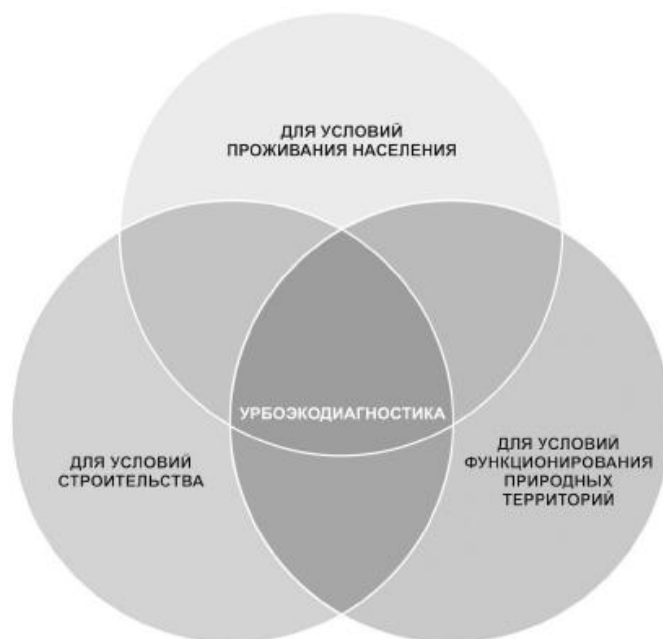 ДЛЯ УСЛОВИЙ
ПРОЖИВАНИЯ НАСЕЛЕНИЯ
УРБОЭКОДИАГНОСТИКА
ДЛЯ УСЛОВИЙ
СТРОИТЕЛЬСТВА
ДЛЯ УСЛОВИЙ
ФУНКЦИОНИРОВАНИЯ
ПРИРОДНЫХ
ТЕРРИТОРИЙ